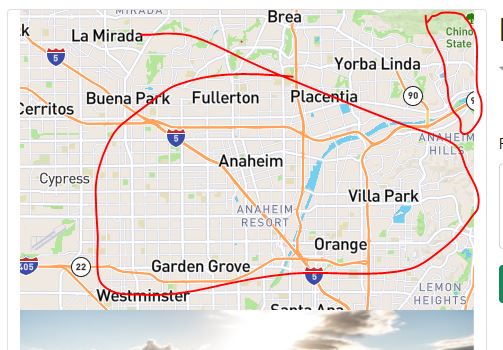 MIRADA
Brea
La Mirada
Chino
State
5
Yorba Linda
Buena Park
Fullerton
Placentia
90
Cerritos
5
ANAHEIM
HILLS
Anaheim
Cypress
Villa Park
ANAHEIM
RESORT
Orange
405
22
Garden Grove
5
LEMON
HEIGHTS
Westminster
Santa Ana